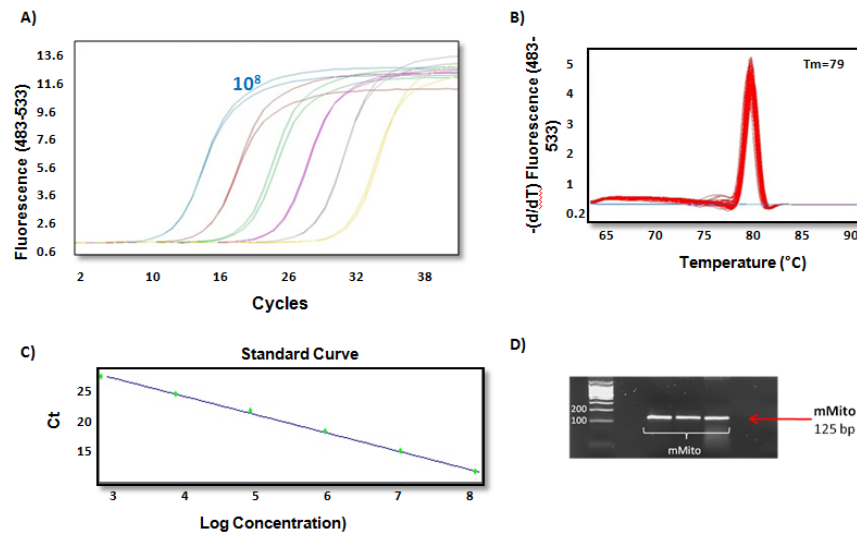 A)
13.6
11.6
9.6
7.6
5.6
3.6
2.6
0.6
Fluorescence (483-533)
10⁸
2
10
16
26
32
38
Cycles
B)
5
4
3
2
1
0.2
-(d/dT) Fluorescence (483-
533)
Tm=79
65
70
75
80
85
90
Temperature (°C)
C)
Standard Curve
25
20
15
Ct
3
4
5
6
7
8
Log Concentration)
D)
200
100
mMito
mMito
125 bp